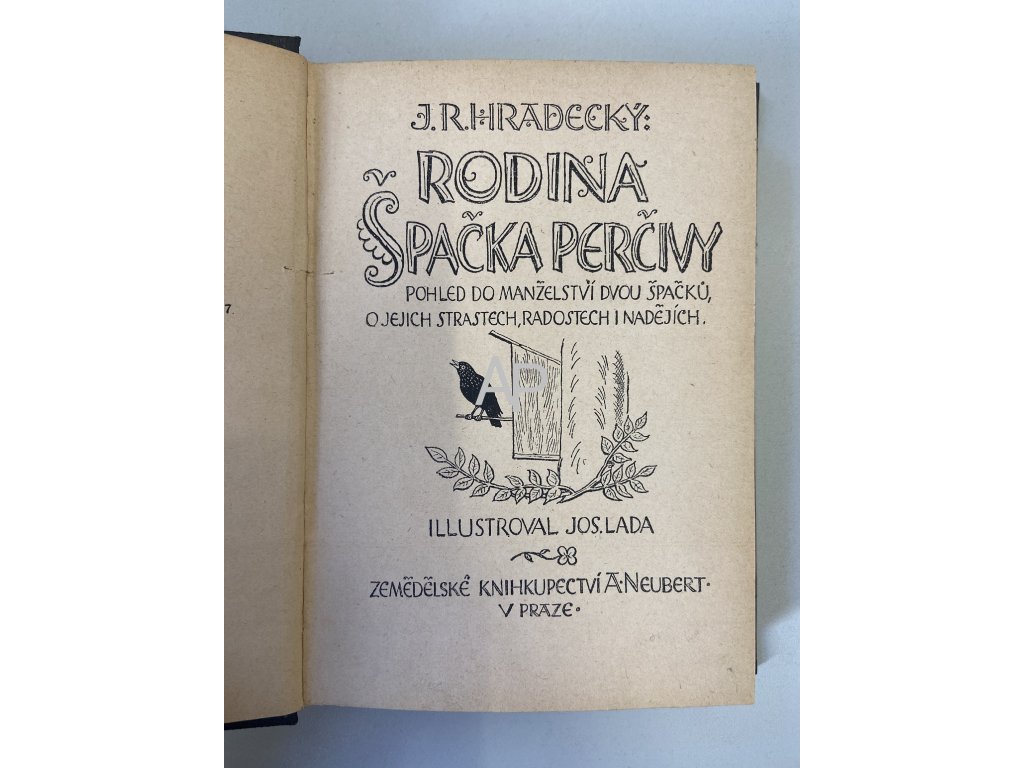 7.
J. R. HRADECKÝ:
RODINA
ŠPAČKA PERČIVY
POHLED DO MANŽELSTVÍ DVOU ŠPAČKŮ,
O JEJICH STRASTECH, RADOSTECH I NADĚJÍCH.
AP
ILLUSTROVAL JOS. LADA
ZEMĚDĚLSKÉ KNIHKUPECTVÍ A. NEUBERT·
V PRAZE·